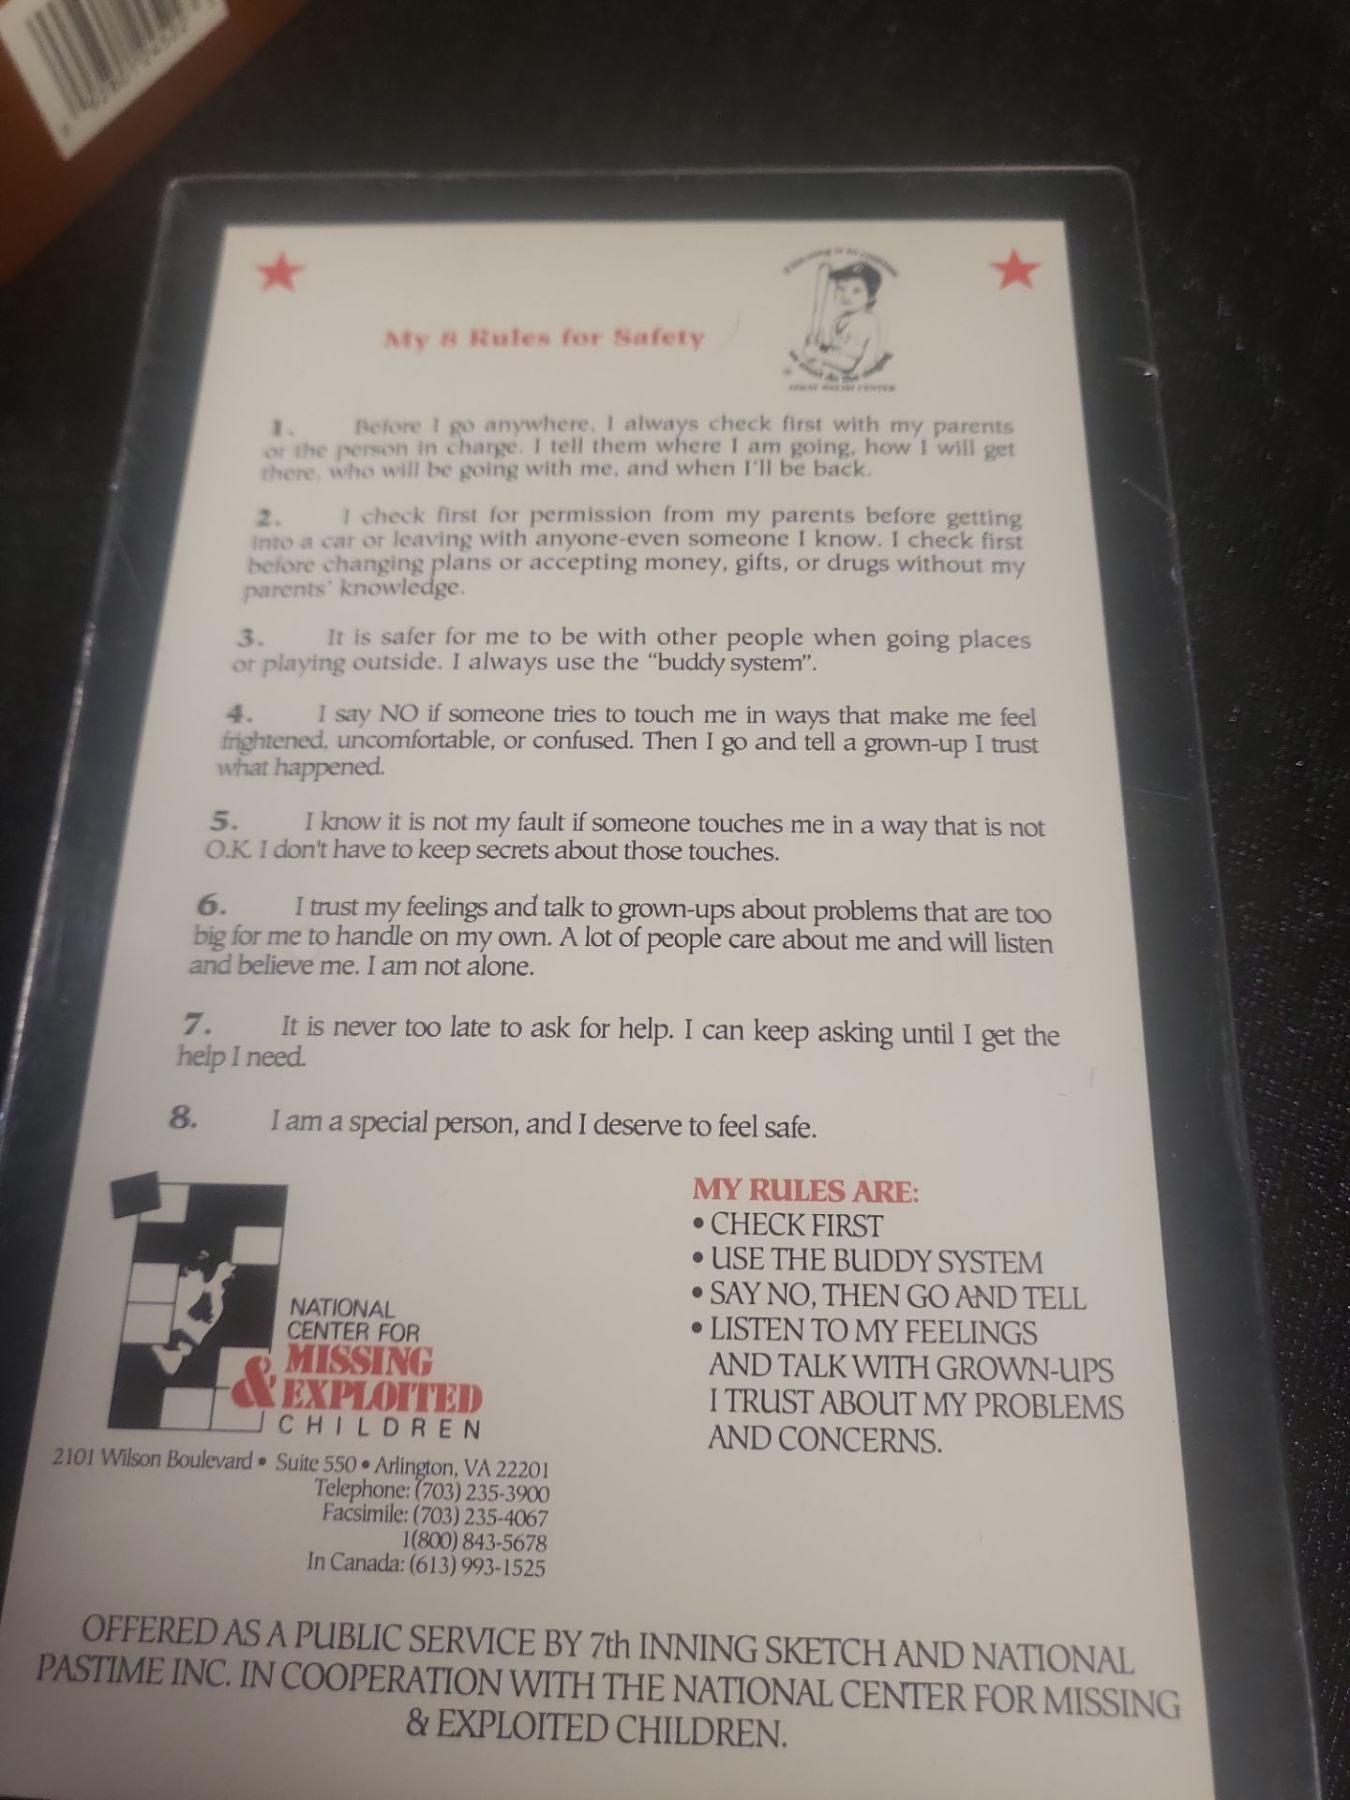 My 8 Rules for Safety
1. Before I go anywhere, I always check first with my parents
or the person in charge. I tell them where I am going, how I will get
there, who will be going with me, and when I'll be back.
2. I check first for permission from my parents before getting
into a car or leaving with anyone-even someone I know. I check first
before changing plans or accepting money, gifts, or drugs without my
parents' knowledge.
3. It is safer for me to be with other people when going places
or playing outside. I always use the “buddy system”.
4. I say NO if someone tries to touch me in ways that make me feel
frightened, uncomfortable, or confused. Then I go and tell a grown-up I trust
what happened.
5. I know it is not my fault if someone touches me in a way that is not
O.K. I don't have to keep secrets about those touches.
6. I trust my feelings and talk to grown-ups about problems that are too
big for me to handle on my own. A lot of people care about me and will listen
and believe me. I am not alone.
7. It is never too late to ask for help. I can keep asking until I get the
help I need.
8. I am a special person, and I deserve to feel safe.
NATIONAL
CENTER FOR
MISSING
& EXPLOITED
CHILDREN
2101 Wilson Boulevard • Suite 550 • Arlington, VA 22201
Telephone: (703) 235-3900
Facsimile: (703) 235-4067
1(800) 843-5678
In Canada: (613) 993-1525
MY RULES ARE:
• CHECK FIRST
• USE THE BUDDY SYSTEM
• SAY NO, THEN GO AND TELL
• LISTEN TO MY FEELINGS
AND TALK WITH GROWN-UPS
I TRUST ABOUT MY PROBLEMS
AND CONCERNS.
OFFERED AS A PUBLIC SERVICE BY 7th INNING SKETCH AND NATIONAL
PASTIME INC. IN COOPERATION WITH THE NATIONAL CENTER FOR MISSING
& EXPLOITED CHILDREN.